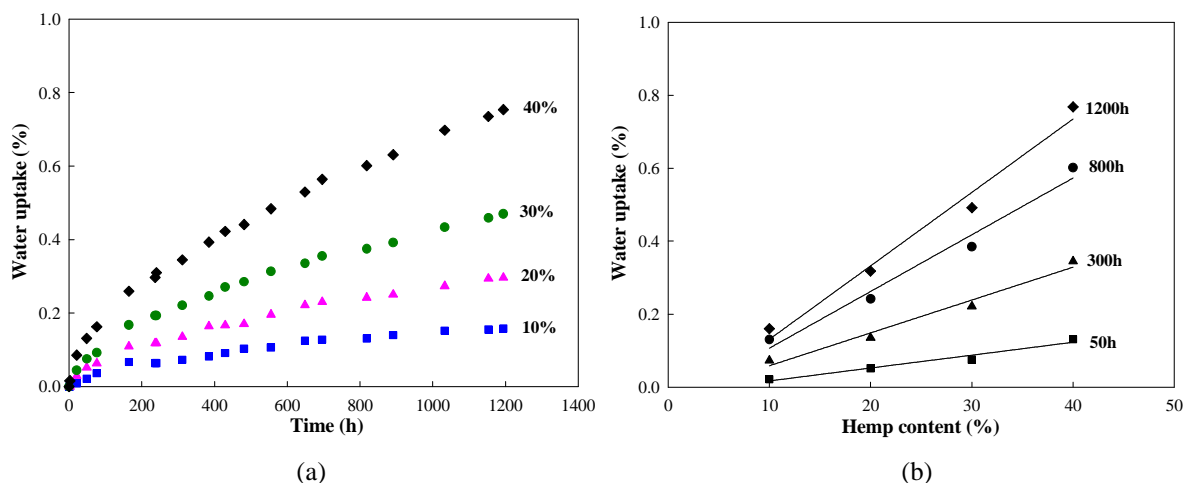 1.0
0.8
0.6
0.4
0.2
0.0
Water uptake (%)
40%
30%
20%
10%
0 200 400 600 800 1000 1200 1400
Time (h)
(a)
1.0
0.8
0.6
0.4
0.2
0.0
Water uptake (%)
1200h
800h
300h
50h
0 10 20 30 40 50
Hemp content (%)
(b)